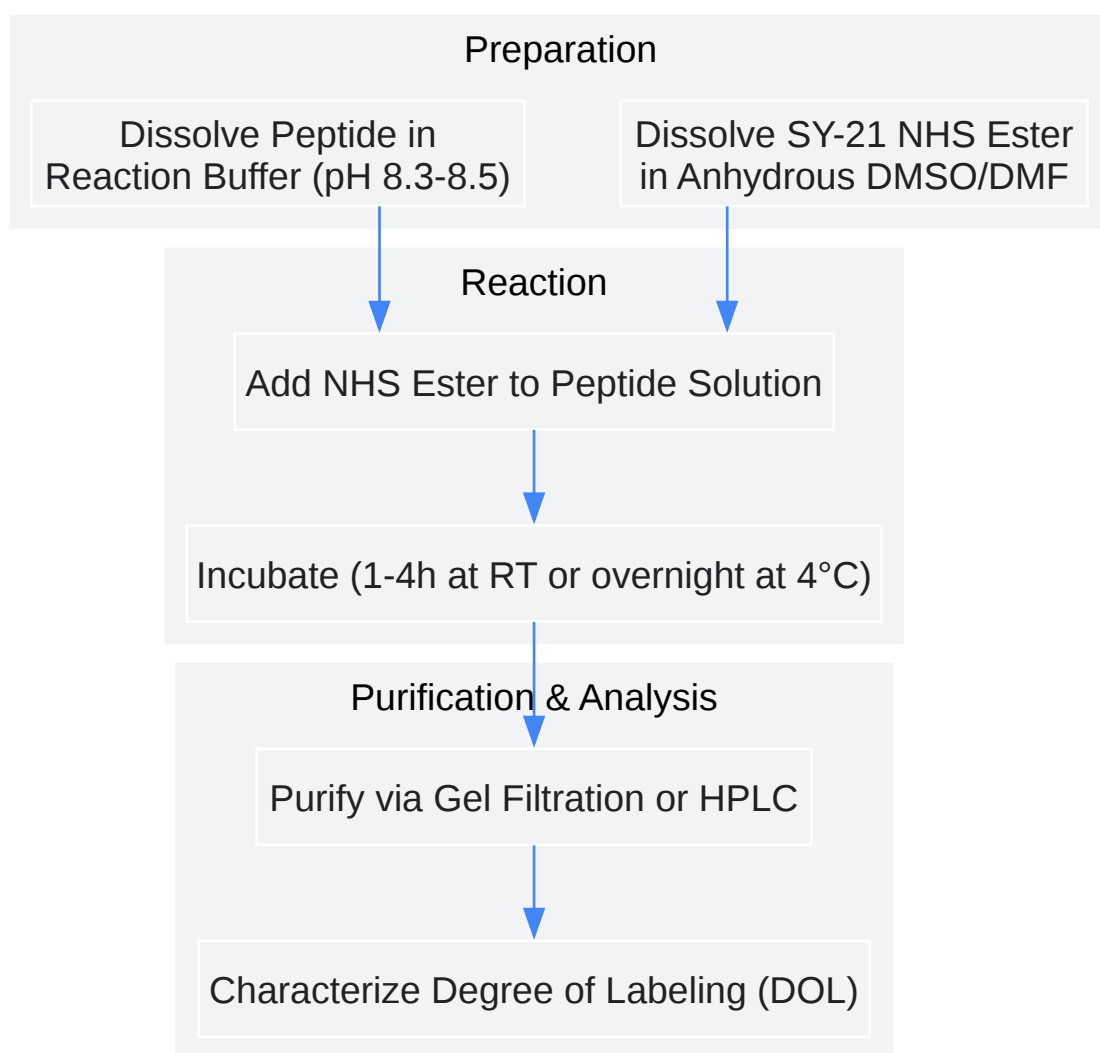 Preparation
Dissolve Peptide in
Reaction Buffer (pH 8.3-8.5)
Dissolve SY-21 NHS Ester
in Anhydrous DMSO/DMF
Reaction
Add NHS Ester to Peptide Solution
Incubate (1-4h at RT or overnight at 4°C)
Purification & Analysis
Purify via Gel Filtration or HPLC
Characterize Degree of Labeling (DOL)